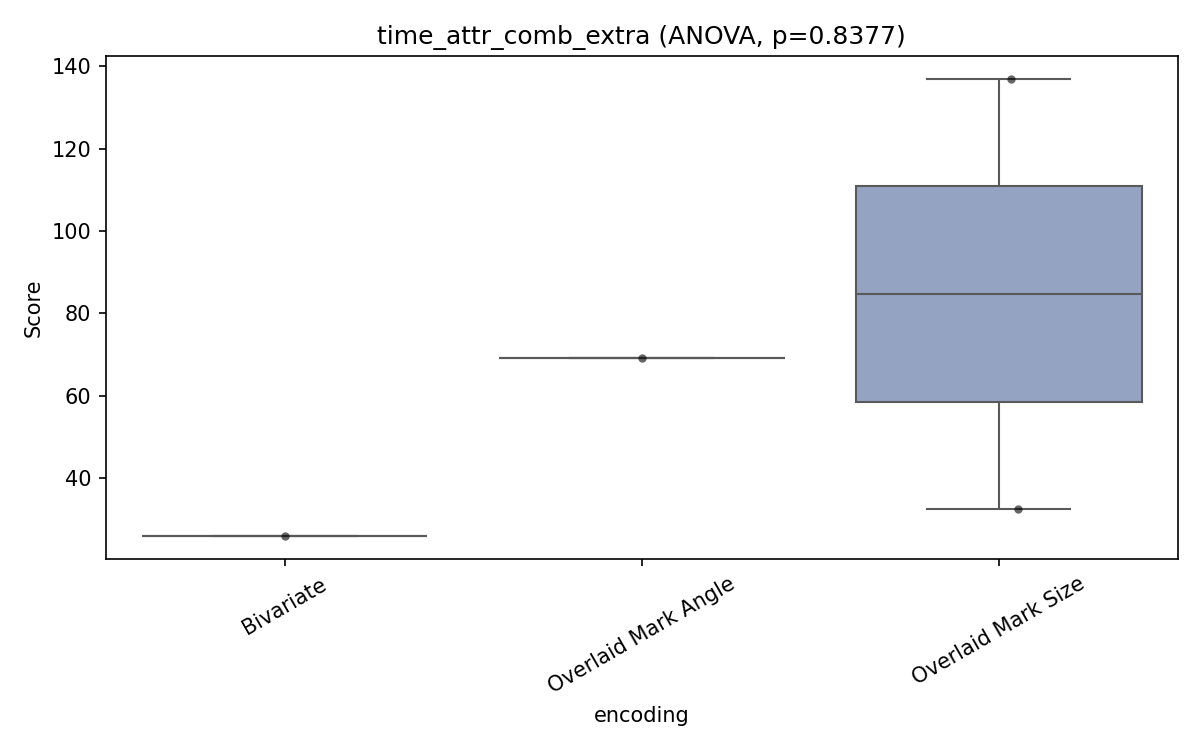 time_attr_comb_extra (ANOVA, p=0.8377)
140
120
100
80
60
40
Score
Bivariate
Overlaid Mark Angle
Overlaid Mark Size
encoding